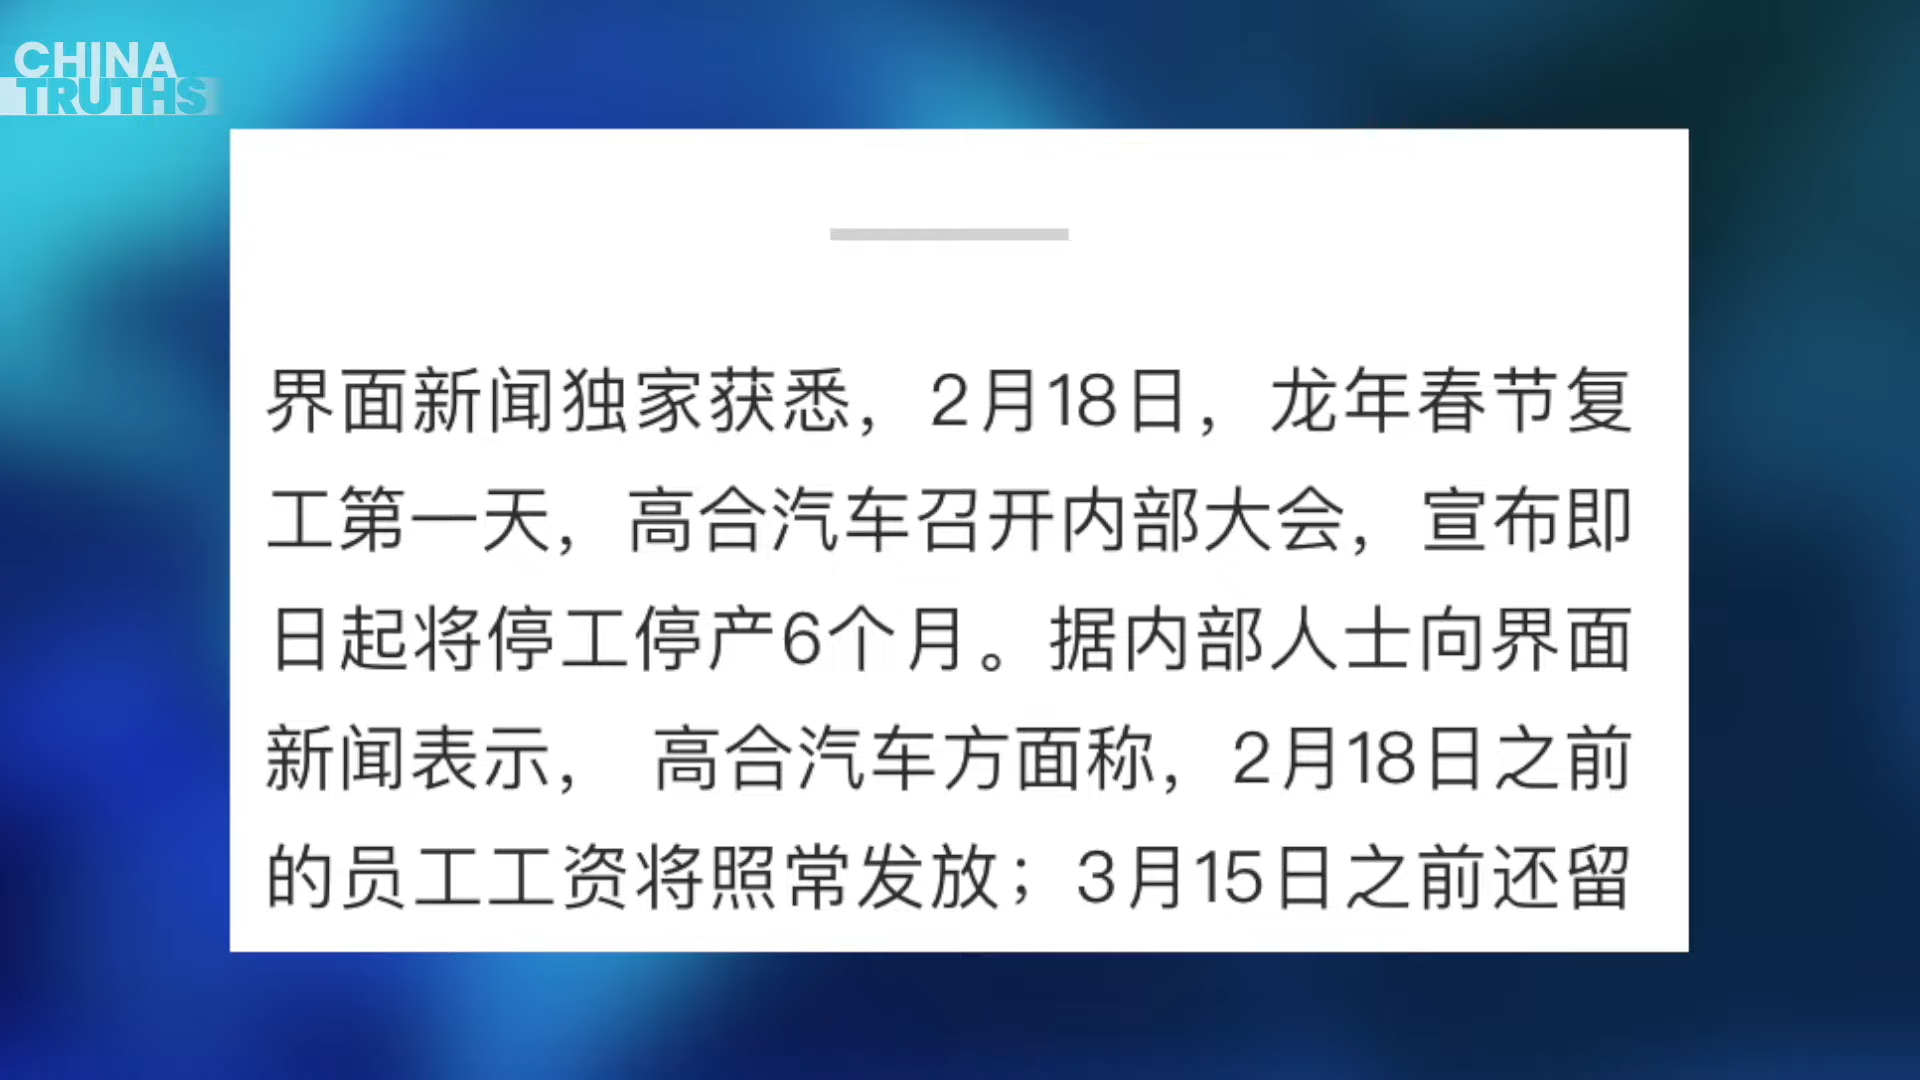 CHINA
TRUTHS
界面新闻独家获悉，2月18日，龙年春节复
工第一天，高合汽车召开内部大会，宣布即
日起将停工停产6个月。据内部人士向界面
新闻表示， 高合汽车方面称，2月18日之前
的员工工资将照常发放；3月15日之前还留